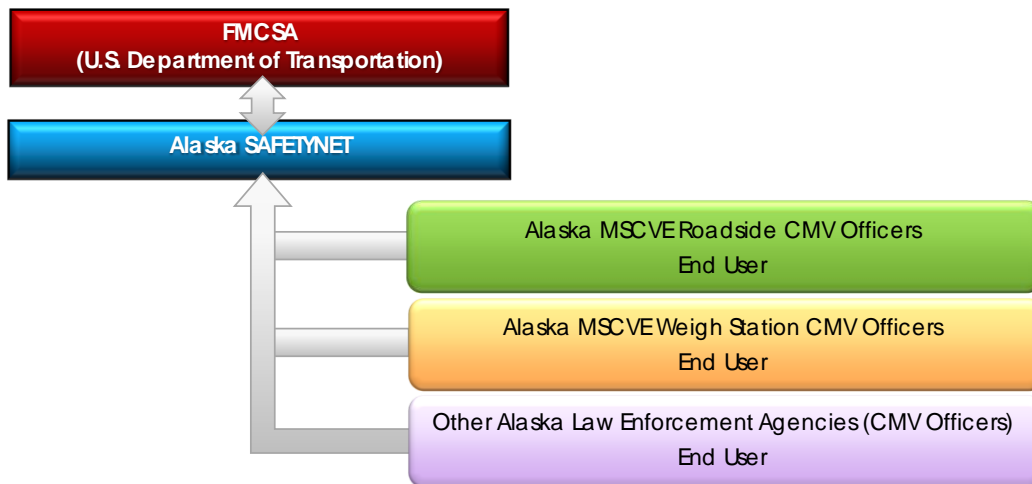 FMCSA
(U.S. Department of Transportation)
Alaska SAFETYNET
Alaska MSCVE Roadside CMV Officers
End User
Alaska MSCVE Weigh Station CMV Officers
End User
Other Alaska Law Enforcement Agencies (CMV Officers)
End User